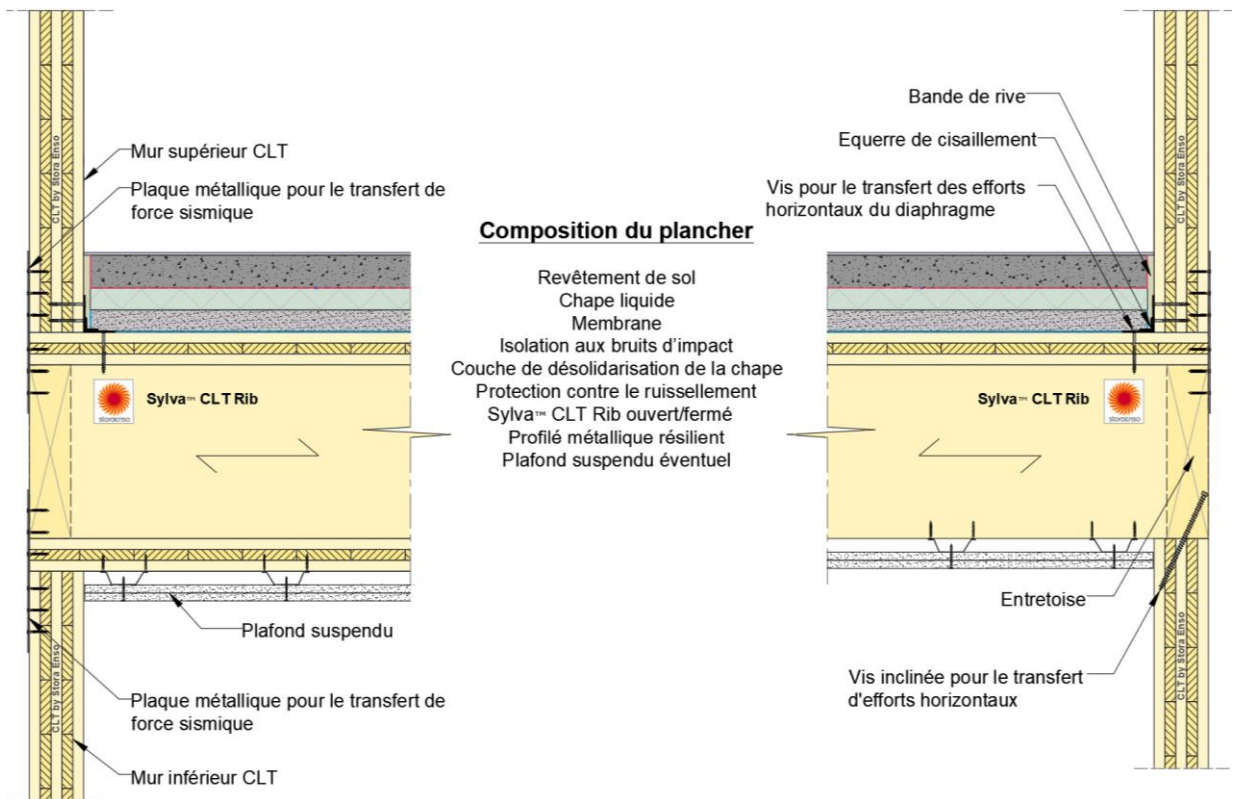 CLT by Stora Enso
Mur supérieur CLT
Plaque métallique pour le transfert de
force sismique
Sylva™ CLT Rib
storaenso
Plafond suspendu
Plaque métallique pour le transfert de
force sismique
CLT by Stora Enso
Mur inférieur CLT
Composition du plancher
Revêtement de sol
Chape liquide
Membrane
Isolation aux bruits d'impact
Couche de désolidarisation de la chape
Protection contre le ruissellement
Sylva™ CLT Rib ouvert/fermé
Profilé métallique résilient
Plafond suspendu éventuel
Bande de rive
Equerre de cisaillement
Vis pour le transfert des efforts
horizontaux du diaphragme
CLT by Stora Enso
Sylva™ CLT Rib
storaenso
Entretoise
Vis inclinée pour le transfert
d'efforts horizontaux
CLT by Stora Enso